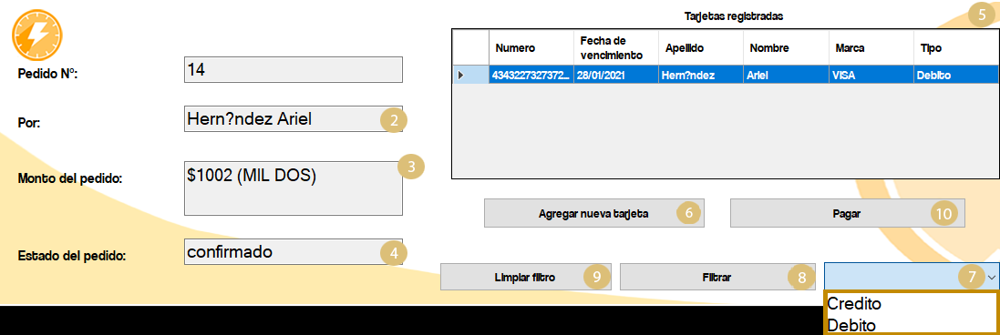 Tarjetas registradas 5
Numero Fecha de vencimiento Apellido Nombre Marca Tipo
4343227327372... 28/01/2021 Hern?ndez Ariel VISA Debito
Pedido Nº: 14
Por: Hern?ndez Ariel 2
Monto del pedido: $1002 (MIL DOS) 3
Agregar nueva tarjeta 6 Pagar 10
Estado del pedido: confirmado 4
Limpiar filtro 9 Filtrar 8 7
Credito
Debito